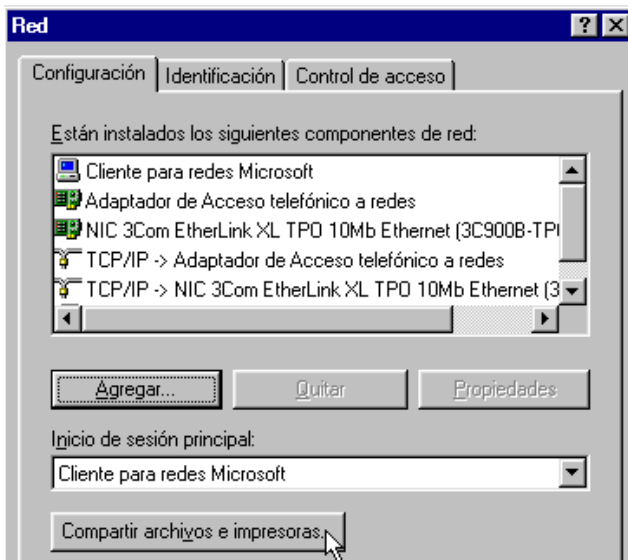 Red
Configuración Identificación Control de acceso
Están instalados los siguientes componentes de red:
Cliente para redes Microsoft
Adaptador de Acceso telefónico a redes
NIC 3Com EtherLink XL TPO 10Mb Ethernet (3C900B-TP
TCP/IP -> Adaptador de Acceso telefónico a redes
TCP/IP -> NIC 3Com EtherLink XL TPO 10Mb Ethernet (3
Agregar... Quitar Propiedades
Inicio de sesión principal:
Cliente para redes Microsoft
Compartir archivos e impresoras.